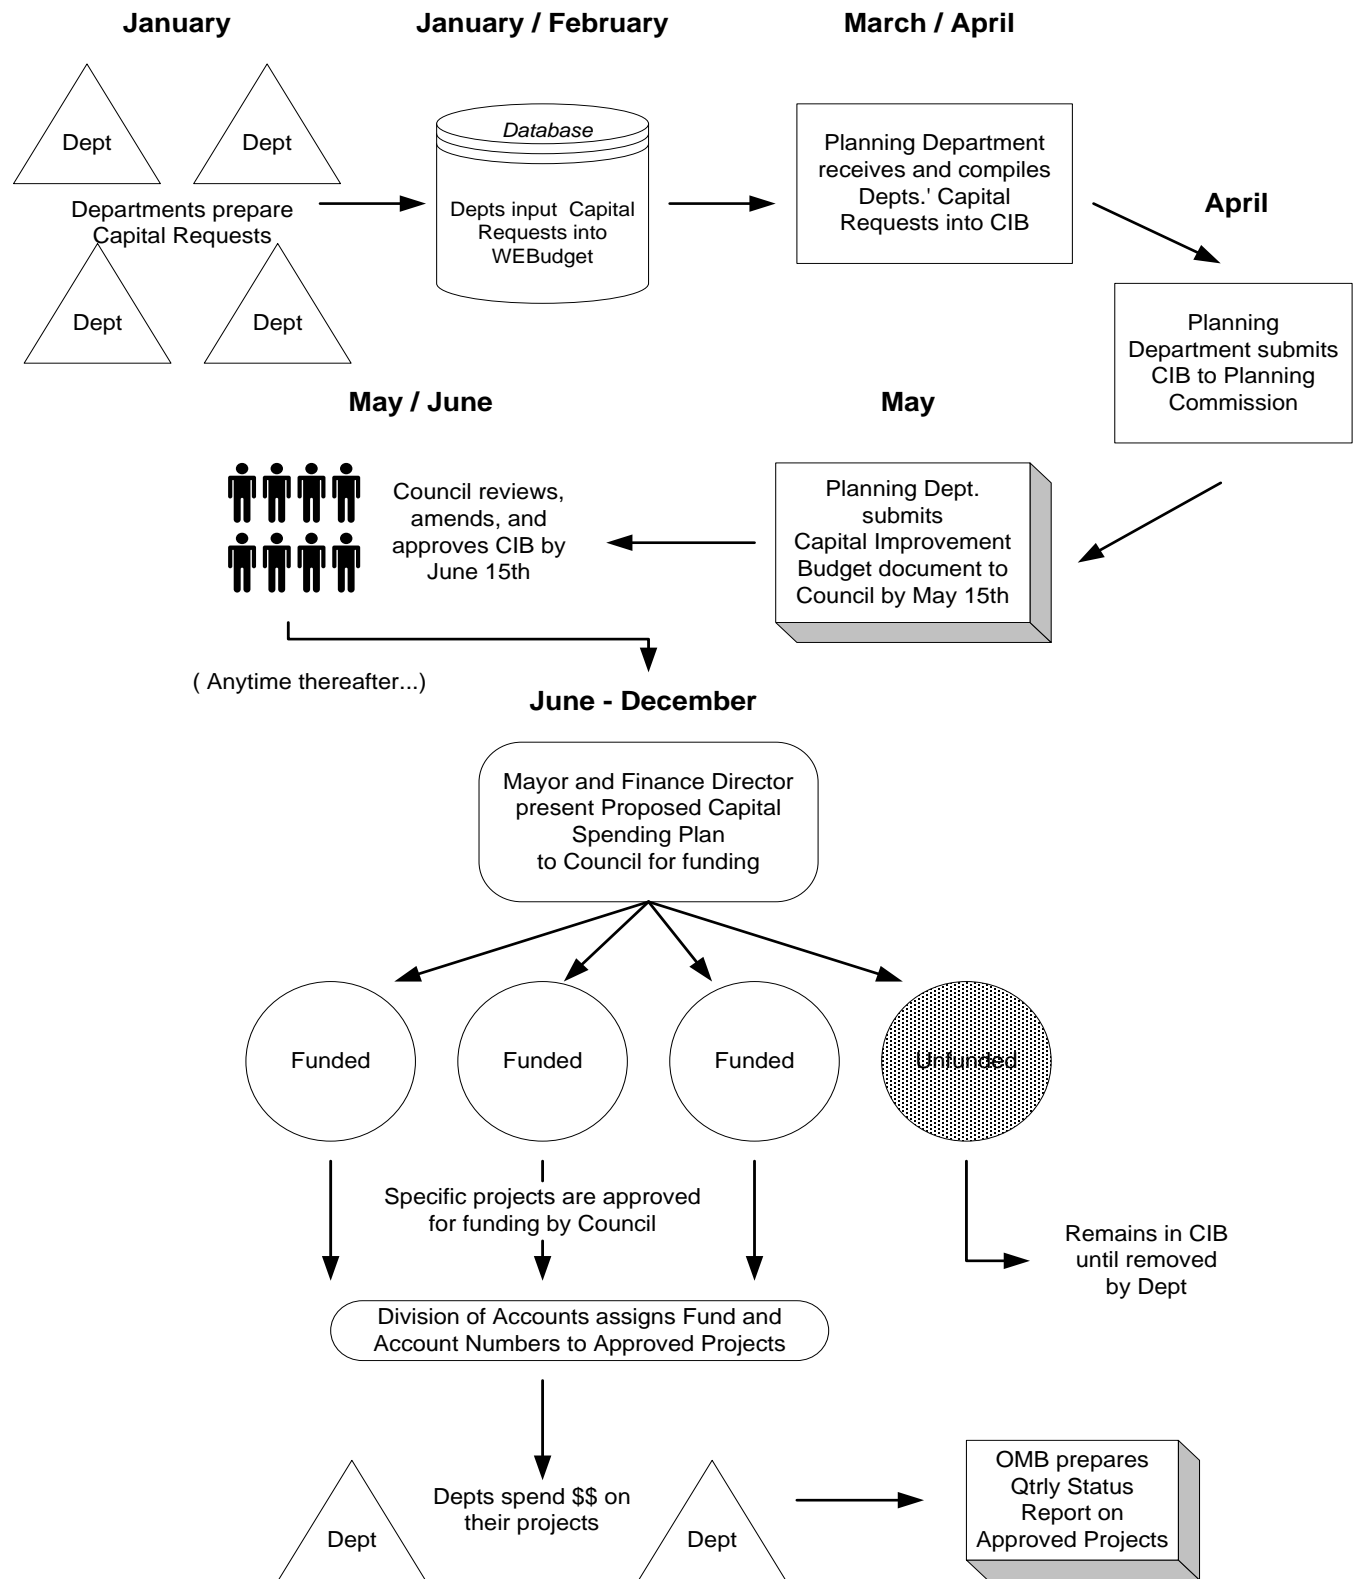 January
January / February
March / April
Dept
Dept
Departments prepare
Capital Requests
Dept
Dept
Database
Depts input  Capital
Requests into
WEBudget
Planning Department
receives and compiles
Depts.' Capital
Requests into CIB
April
Planning
Department submits
CIB to Planning
Commission
May
Planning Dept.
submits
Capital Improvement
Budget document to
Council by May 15th
May / June
Council reviews,
amends, and
approves CIB by
June 15th
( Anytime thereafter...)
June - December
Mayor and Finance Director
present Proposed Capital
Spending Plan
to Council for funding
Funded
Funded
Funded
Unfunded
Specific projects are approved
for funding by Council
Remains in CIB
until removed
by Dept
Division of Accounts assigns Fund and
Account Numbers to Approved Projects
Dept
Depts spend $$ on
their projects
Dept
OMB prepares
Qtrly Status
Report on
Approved Projects